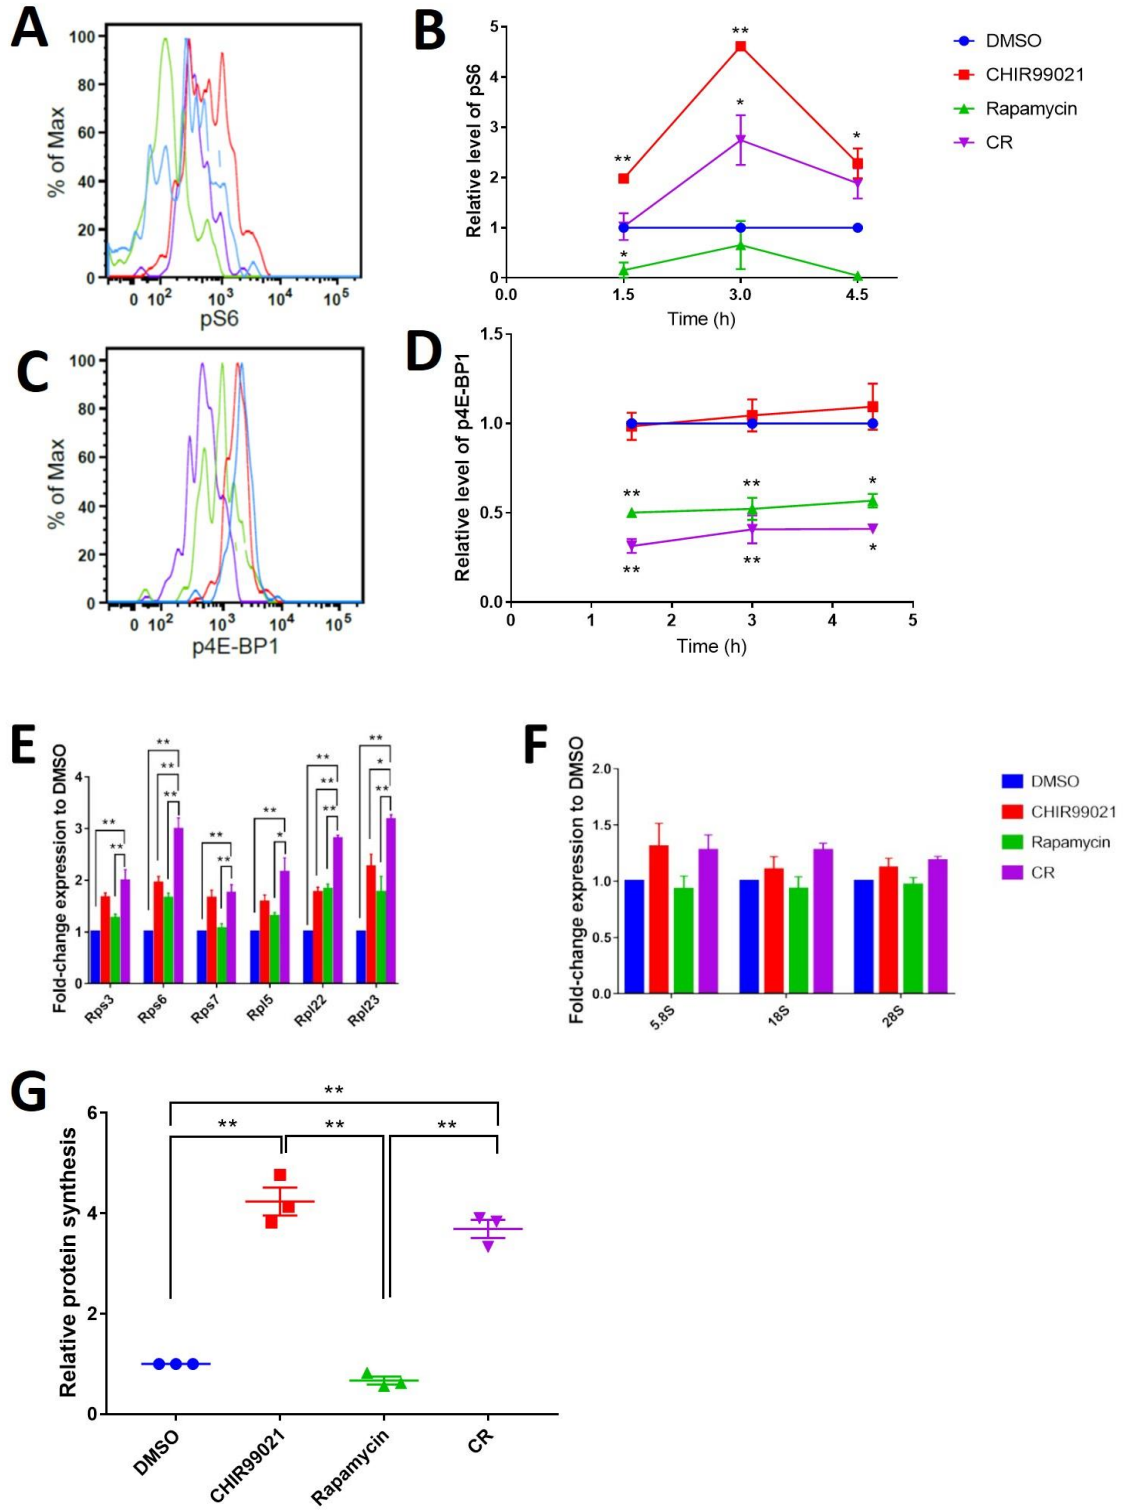 A
% of Max
100
80
60
40
20
0
0 10² 10³ 10⁴ 10⁵
pS6
B
Relative level of pS6
5
4
3
2
1
0
** ** * * *
0.0 1.5 3.0 4.5
Time (h)
DMSO
CHIR99021
Rapamycin
CR
C
% of Max
100
80
60
40
20
0
0 10² 10³ 10⁴ 10⁵
p4E-BP1
D
Relative level of p4E-BP1
1.5
1.0
0.5
0.0
** ** *
** ** *
0 1 2 3 4 5
Time (h)
E
Fold-change expression to DMSO
4
3
2
1
0
** **
** ** **
** **
** *
** ** **
** * **
Rps3 Rps6 Rps7 Rpl5 Rpl22 Rpl23
F
Fold-change expression to DMSO
2.0
1.5
1.0
0.5
0.0
5.8S 18S 28S
DMSO
CHIR99021
Rapamycin
CR
G
Relative protein synthesis
6
4
2
0
**
** ** **
DMSO CHIR99021 Rapamycin CR